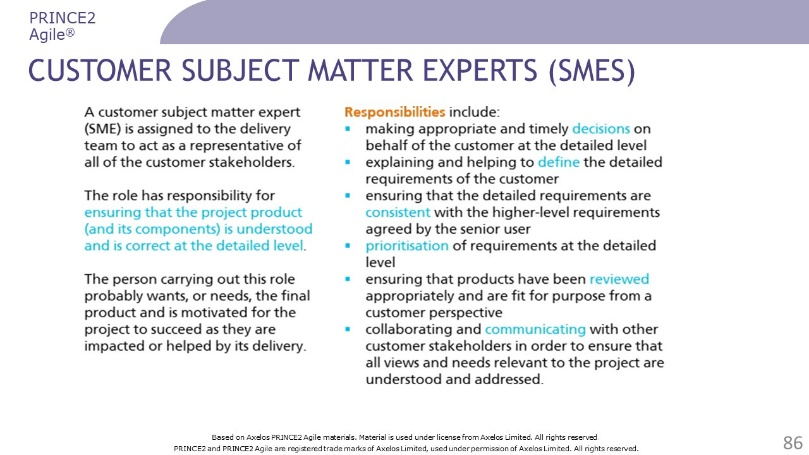 PRINCE2
Agile®
CUSTOMER SUBJECT MATTER EXPERTS (SMES)
A customer subject matter expert
(SME) is assigned to the delivery
team to act as a representative of
all of the customer stakeholders.
The role has responsibility for
ensuring that the project product
(and its components) is understood
and is correct at the detailed level.
The person carrying out this role
probably wants, or needs, the final
product and is motivated for the
project to succeed as they are
impacted or helped by its delivery.
Responsibilities include:
▪ making appropriate and timely decisions on
behalf of the customer at the detailed level
▪ explaining and helping to define the detailed
requirements of the customer
▪ ensuring that the detailed requirements are
consistent with the higher-level requirements
agreed by the senior user
▪ prioritisation of requirements at the detailed
level
▪ ensuring that products have been reviewed
appropriately and are fit for purpose from a
customer perspective
▪ collaborating and communicating with other
customer stakeholders in order to ensure that
all views and needs relevant to the project are
understood and addressed.
Based on Axelos PRINCE2 Agile materials. Material is used under license from Axelos Limited. All rights reserved
PRINCE2 and PRINCE2 Agile are registered trade marks of Axelos Limited, used under permission of Axelos Limited. All rights reserved.
86